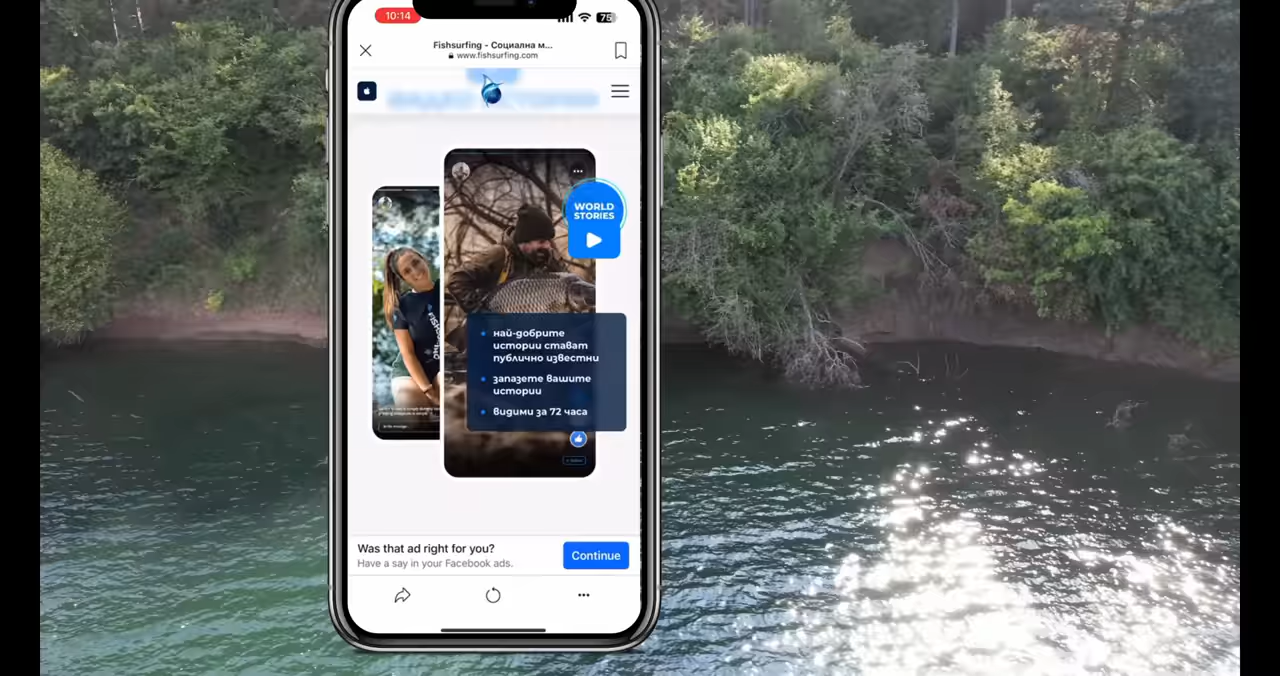 10:14
75
Fishsurfing - Социална м...
www.fishsurfing.com
WORLD
STORIES
най-добрите
истории стават
публично известни
запазете вашите
истории
видими за 72 часа
Was that ad right for you?
Have a say in your Facebook ads.
Continue